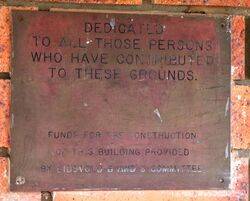 DEDICATED
TO ALL THOSE PERSONS
WHO HAVE CONTRIBUTED
TO THESE GROUNDS.
FUNDS FOR THE CONSTRUCTION
OF THIS BUILDING PROVIDED
BY EIDSVOLD COMMITTEE